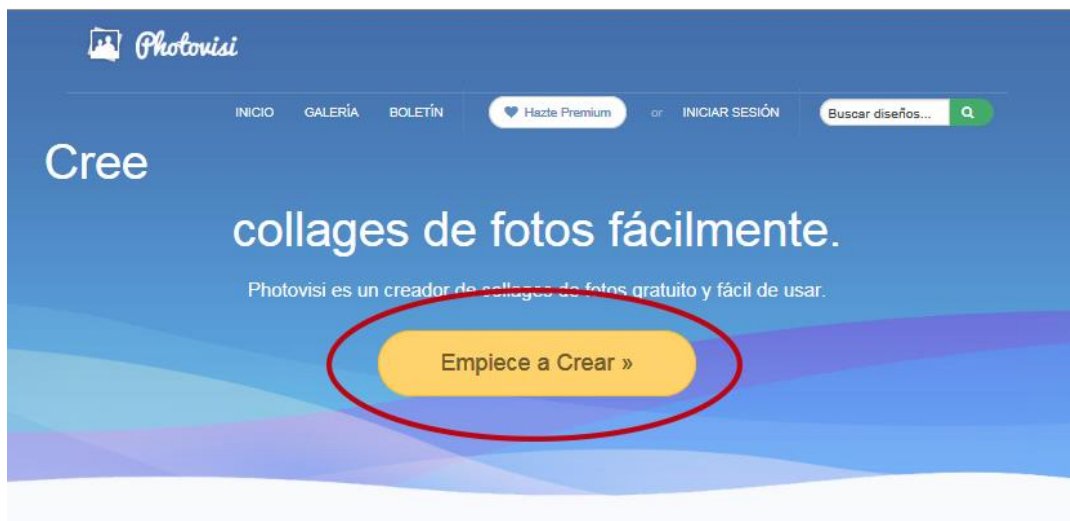 Photovisi
INICIO GALERÍA BOLETÍN Hazte Premium or INICIAR SESIÓN Buscar diseños...
Cree
collages de fotos fácilmente.
Photovisi es un creador de collages de fotos gratuito y fácil de usar.
Empiece a Crear »